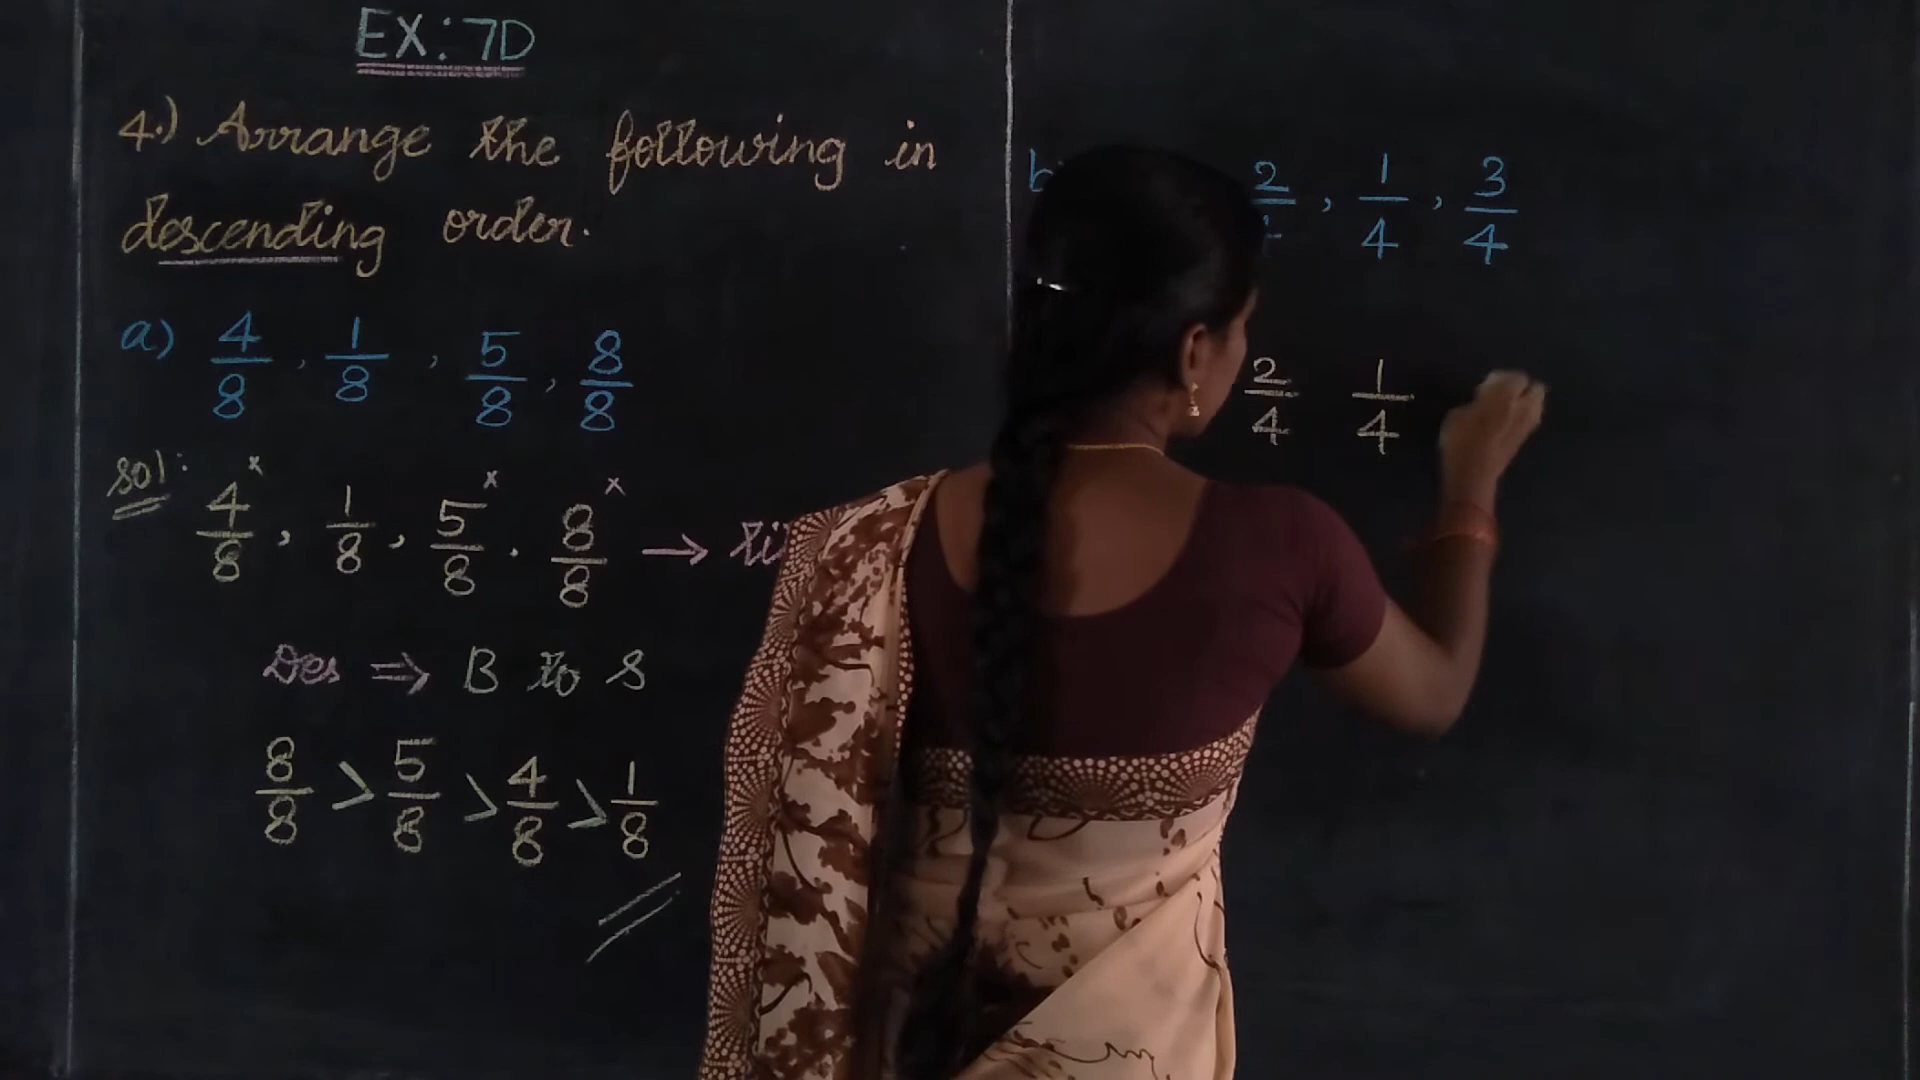 EX: 7D
4.) Arrange the following in
descending order.
a) 4/8, 1/8, 5/8, 8/8
Sol:
4/8 x, 1/8, 5/8 x, 8/8 x →
Des ⇒ B to S
8/8 > 5/8 > 4/8 > 1/8
2/4, 1/4, 3/4
2/4 1/4